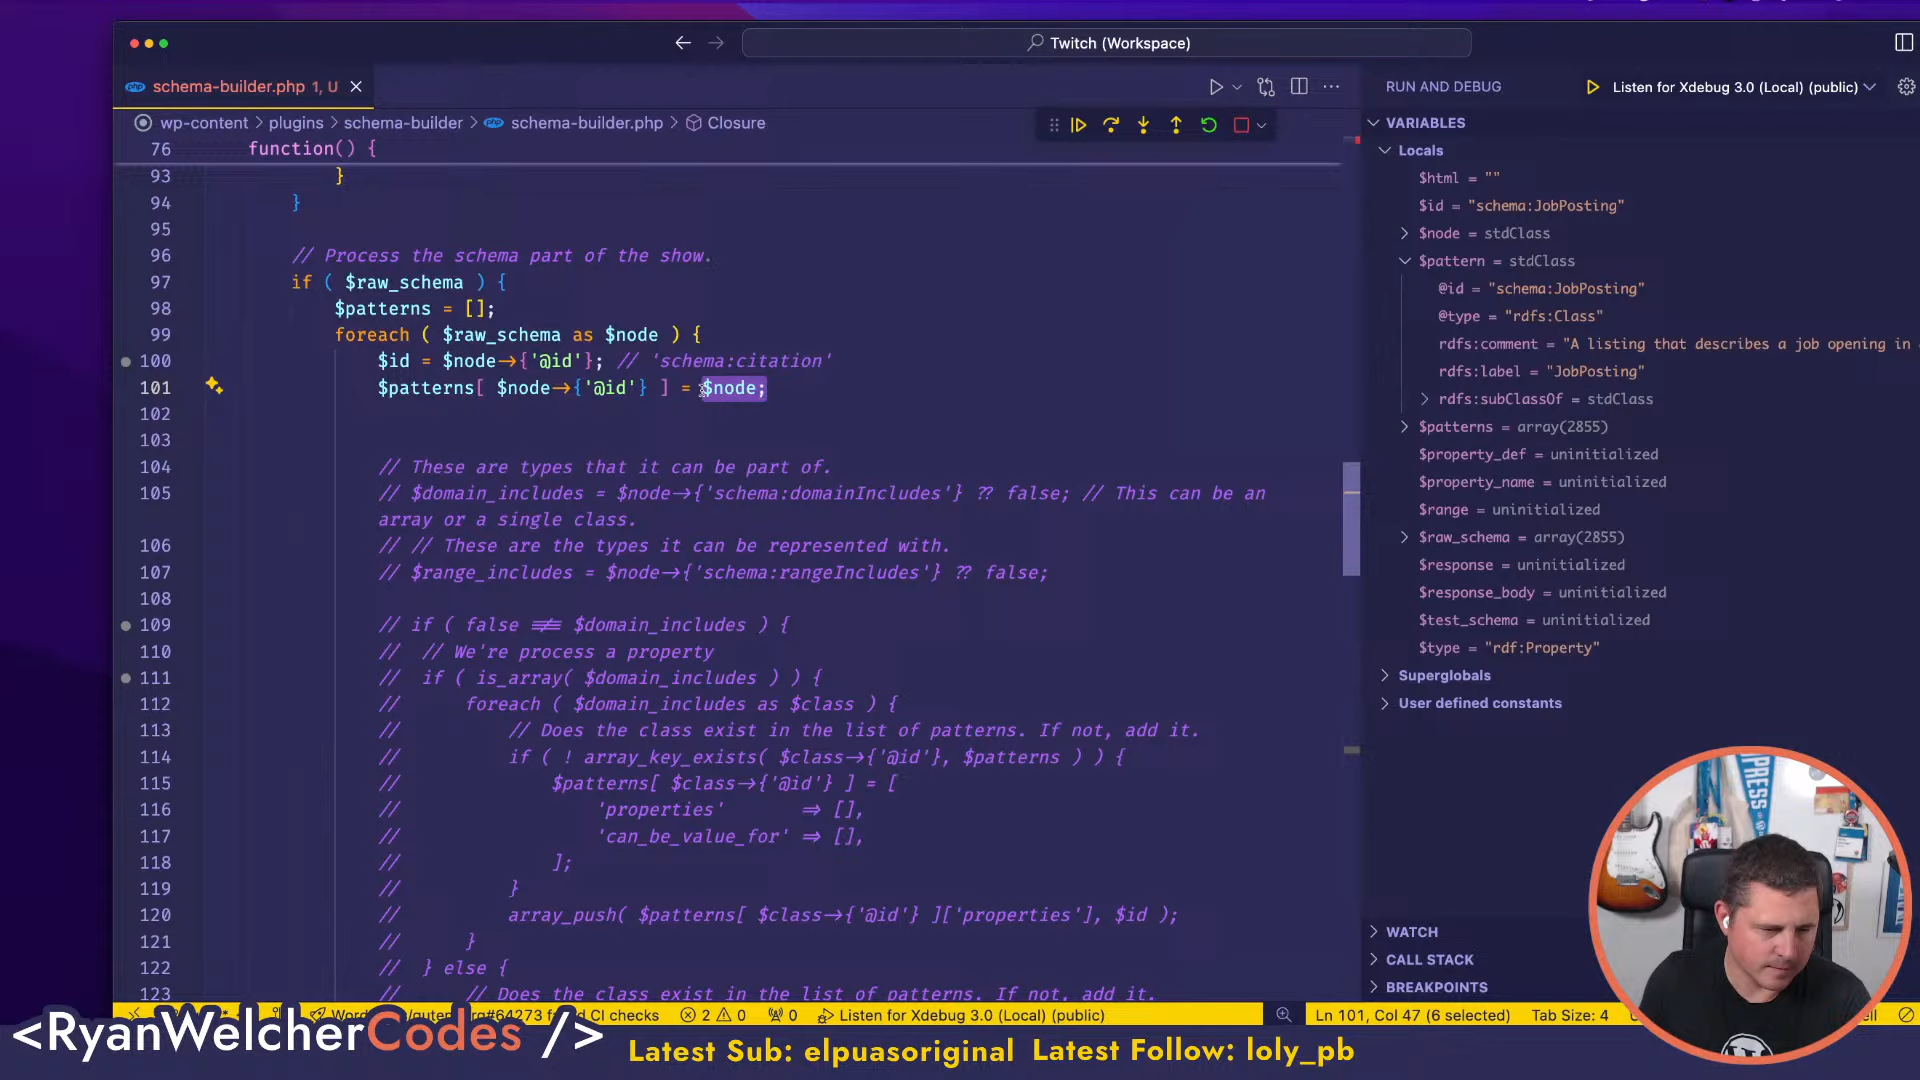 Twitch (Workspace)
schema-builder.php 1, U
wp-content > plugins > schema-builder > schema-builder.php > Closure
76 function() {
93 }
94 }
95
96 // Process the schema part of the show.
97 if ( $raw_schema ) {
98 $patterns = [];
99 foreach ( $raw_schema as $node ) {
100 $id = $node->{'@id'}; // 'schema:citation'
101 $patterns[ $node->{'@id'} ] = $node;
102
103
104 // These are types that it can be part of.
105 // $domain_includes = $node->{'schema:domainIncludes'} ?? false; // This can be an
array or a single class.
106 // // These are the types it can be represented with.
107 // $range_includes = $node->{'schema:rangeIncludes'} ?? false;
108
109 // if ( false !== $domain_includes ) {
110 // // We're process a property
111 // if ( is_array( $domain_includes ) ) {
112 // foreach ( $domain_includes as $class ) {
113 // // Does the class exist in the list of patterns. If not, add it.
114 // if ( ! array_key_exists( $class->{'@id'}, $patterns ) ) {
115 // $patterns[ $class->{'@id'} ] = [
116 // 'properties' => [],
117 // 'can_be_value_for' => [],
118 // ];
119 // }
120 // array_push( $patterns[ $class->{'@id'} ]['properties'], $id );
121 // }
122 // } else {
123 // // Does the class exist in the list of patterns. If not, add it.
RUN AND DEBUG
Listen for Xdebug 3.0 (Local) (public)
VARIABLES
Locals
$html = ""
$id = "schema:JobPosting"
$node = stdClass
$pattern = stdClass
@id = "schema:JobPosting"
@type = "rdfs:Class"
rdfs:comment = "A listing that describes a job opening in
rdfs:label = "JobPosting"
rdfs:subClassOf = stdClass
$patterns = array(2855)
$property_def = uninitialized
$property_name = uninitialized
$range = uninitialized
$raw_schema = array(2855)
$response = uninitialized
$response_body = uninitialized
$test_schema = uninitialized
$type = "rdf:Property"
Superglobals
User defined constants
WATCH
CALL STACK
BREAKPOINTS
CI checks 2 0 0 Listen for Xdebug 3.0 (Local) (public) Ln 101, Col 47 (6 selected) Tab Size: 4
<RyanWelcherCodes />
Latest Sub: elpuasoriginal Latest Follow: loly_pb